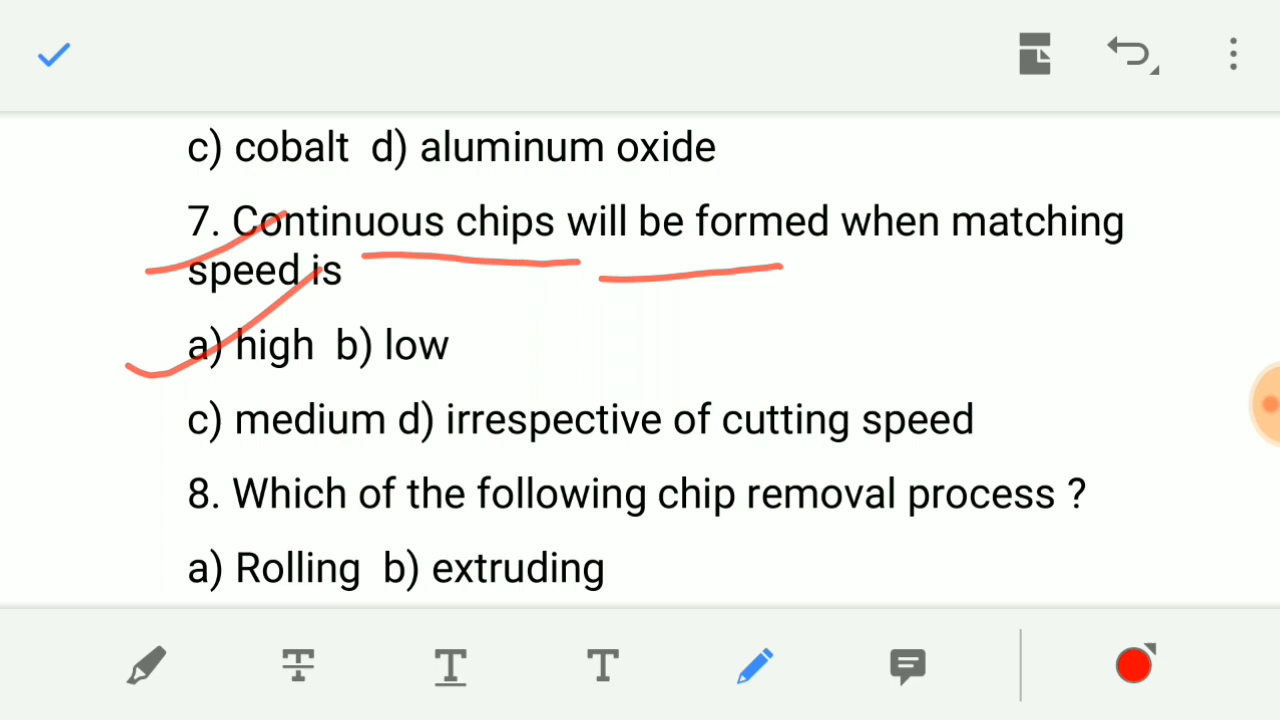 c) cobalt d) aluminum oxide
7. Continuous chips will be formed when matching
speed is
a) high b) low
c) medium d) irrespective of cutting speed
8. Which of the following chip removal process ?
a) Rolling b) extruding
T T T